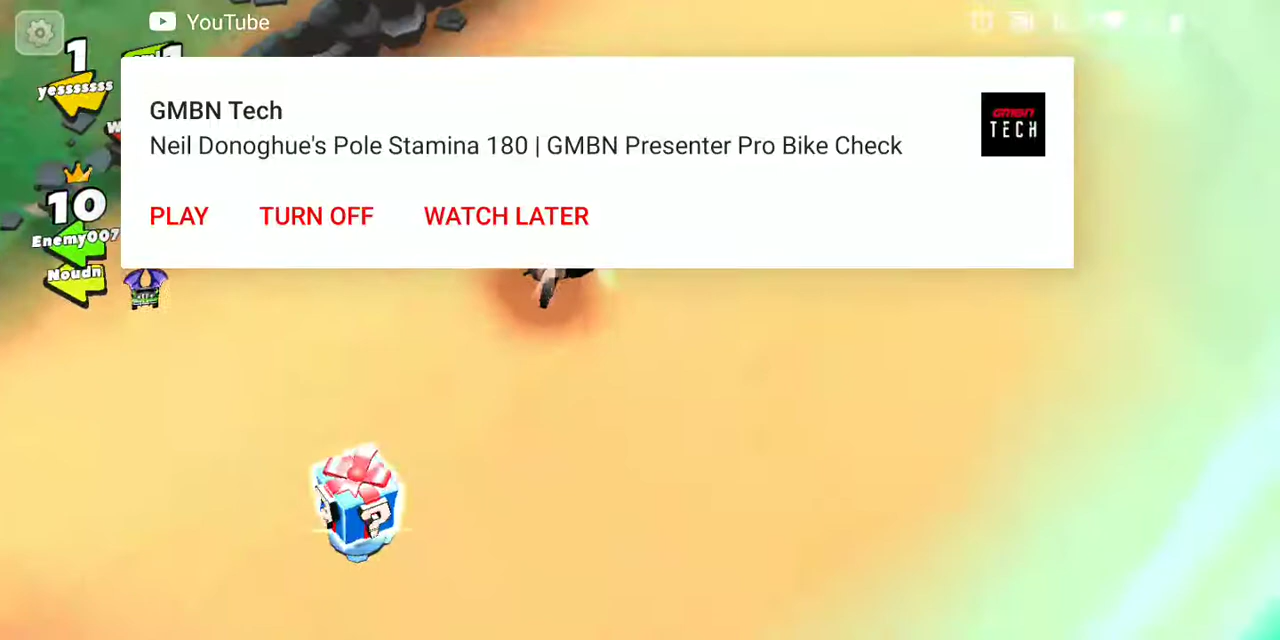 YouTube
1
yesssssss
GMBN Tech
Neil Donoghue's Pole Stamina 180 | GMBN Presenter Pro Bike Check
GMBN
TECH
PLAY TURN OFF WATCH LATER
10
Enemy007
Noudn
?